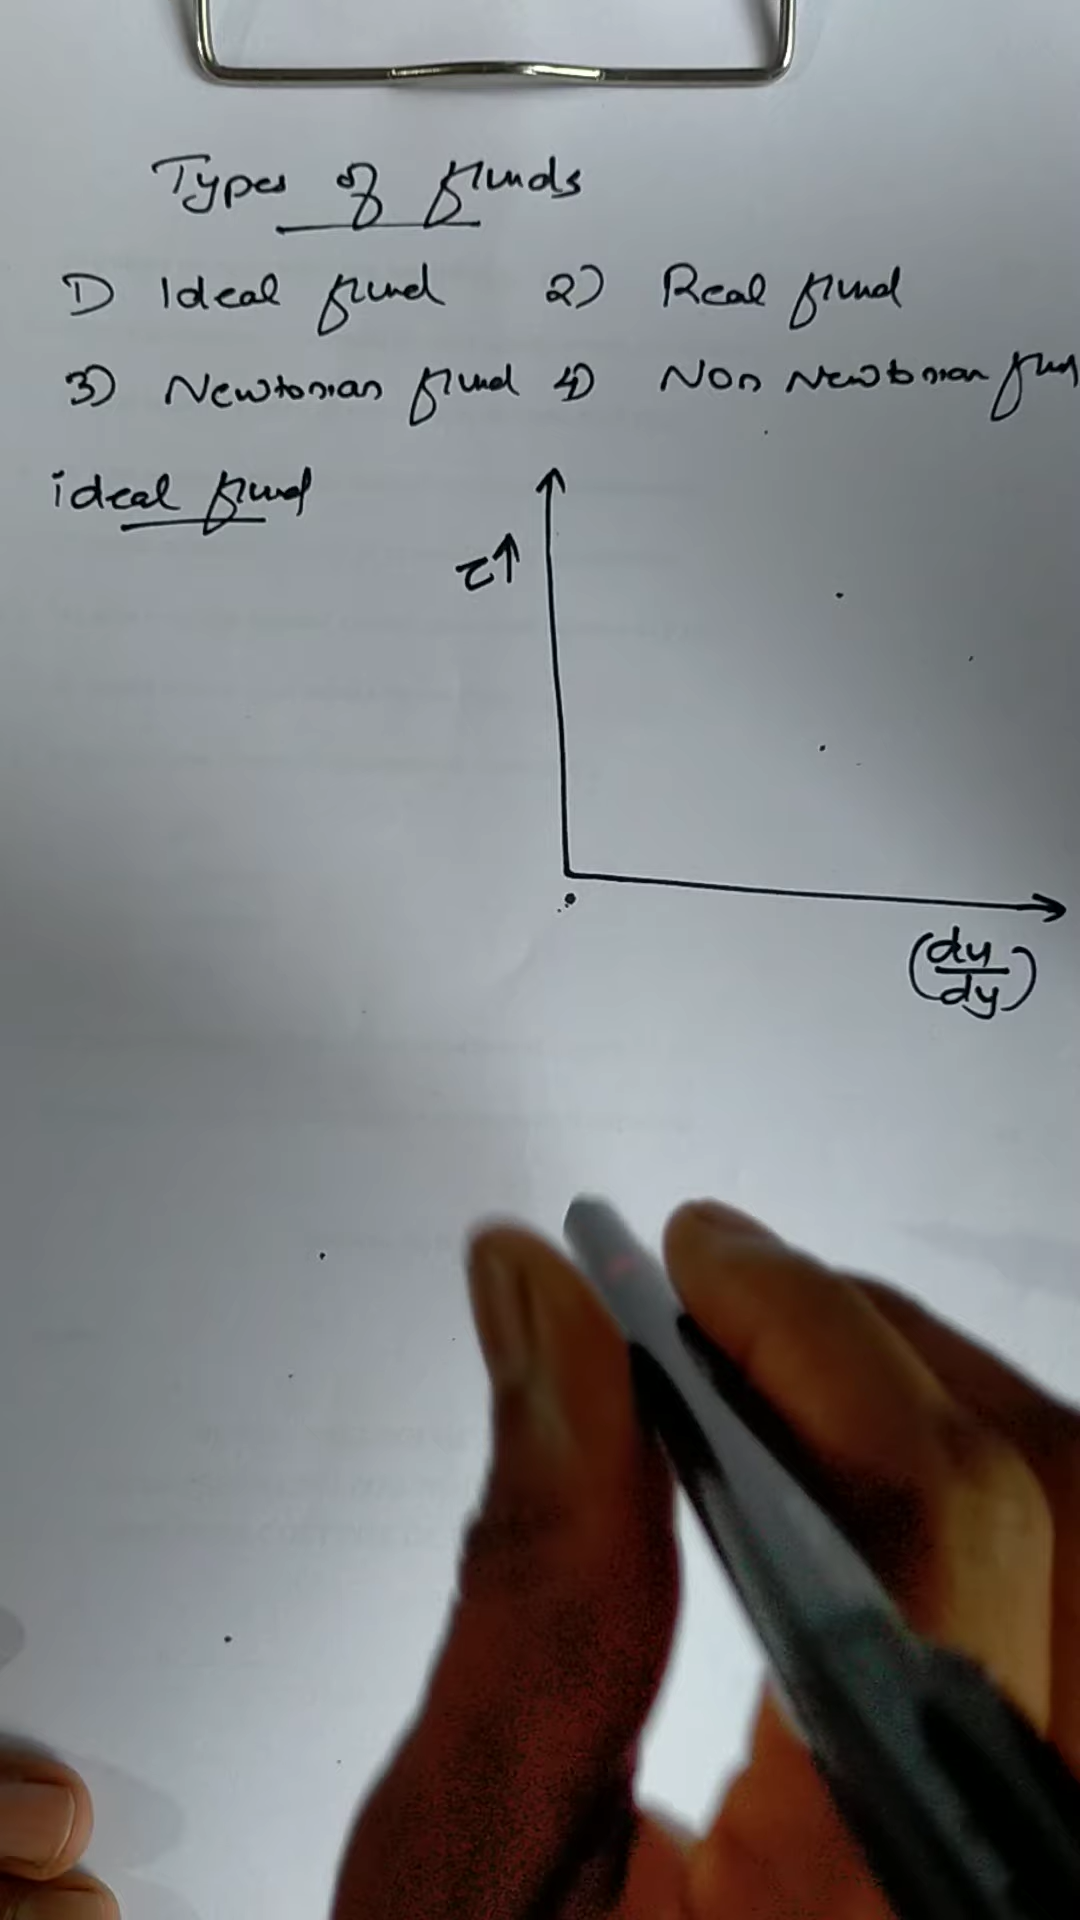 Types of fluids
1) Ideal fluid 2) Real fluid
3) Newtonian fluid 4) Non Newtonian flui
ideal fluid
τ↑
(du/dy)